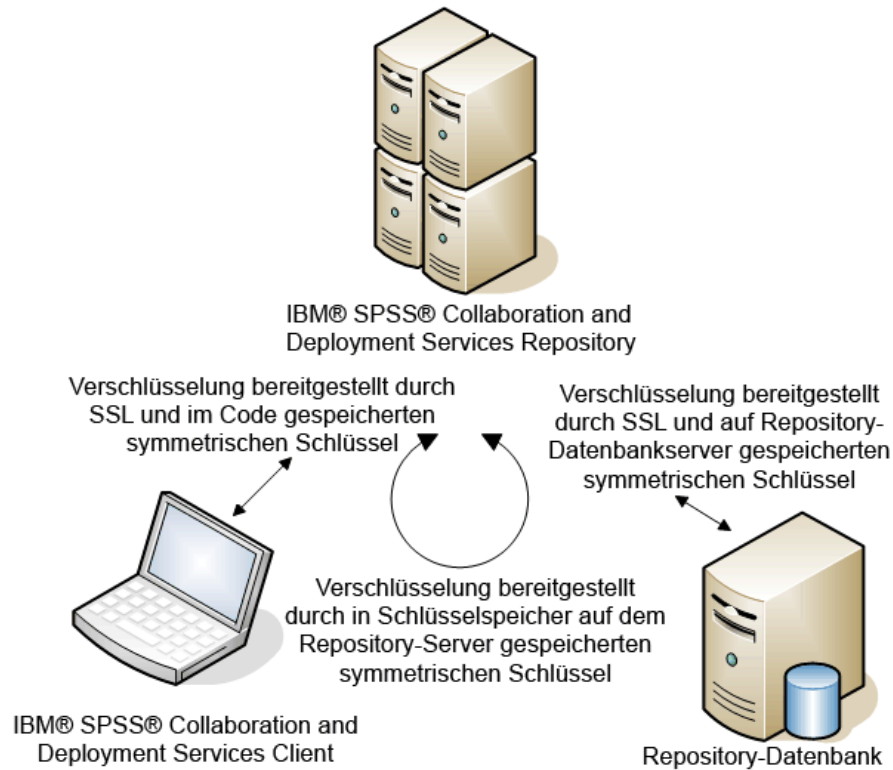 IBM® SPSS® Collaboration and
Deployment Services Repository
Verschlüsselung bereitgestellt durch
SSL und im Code gespeicherten
symmetrischen Schlüssel
Verschlüsselung bereitgestellt
durch SSL und auf Repository-
Datenbankserver gespeicherten
symmetrischen Schlüssel
Verschlüsselung bereitgestellt
durch in Schlüsselspeicher auf dem
Repository-Server gespeicherten
symmetrischen Schlüssel
IBM® SPSS® Collaboration and
Deployment Services Client
Repository-Datenbank